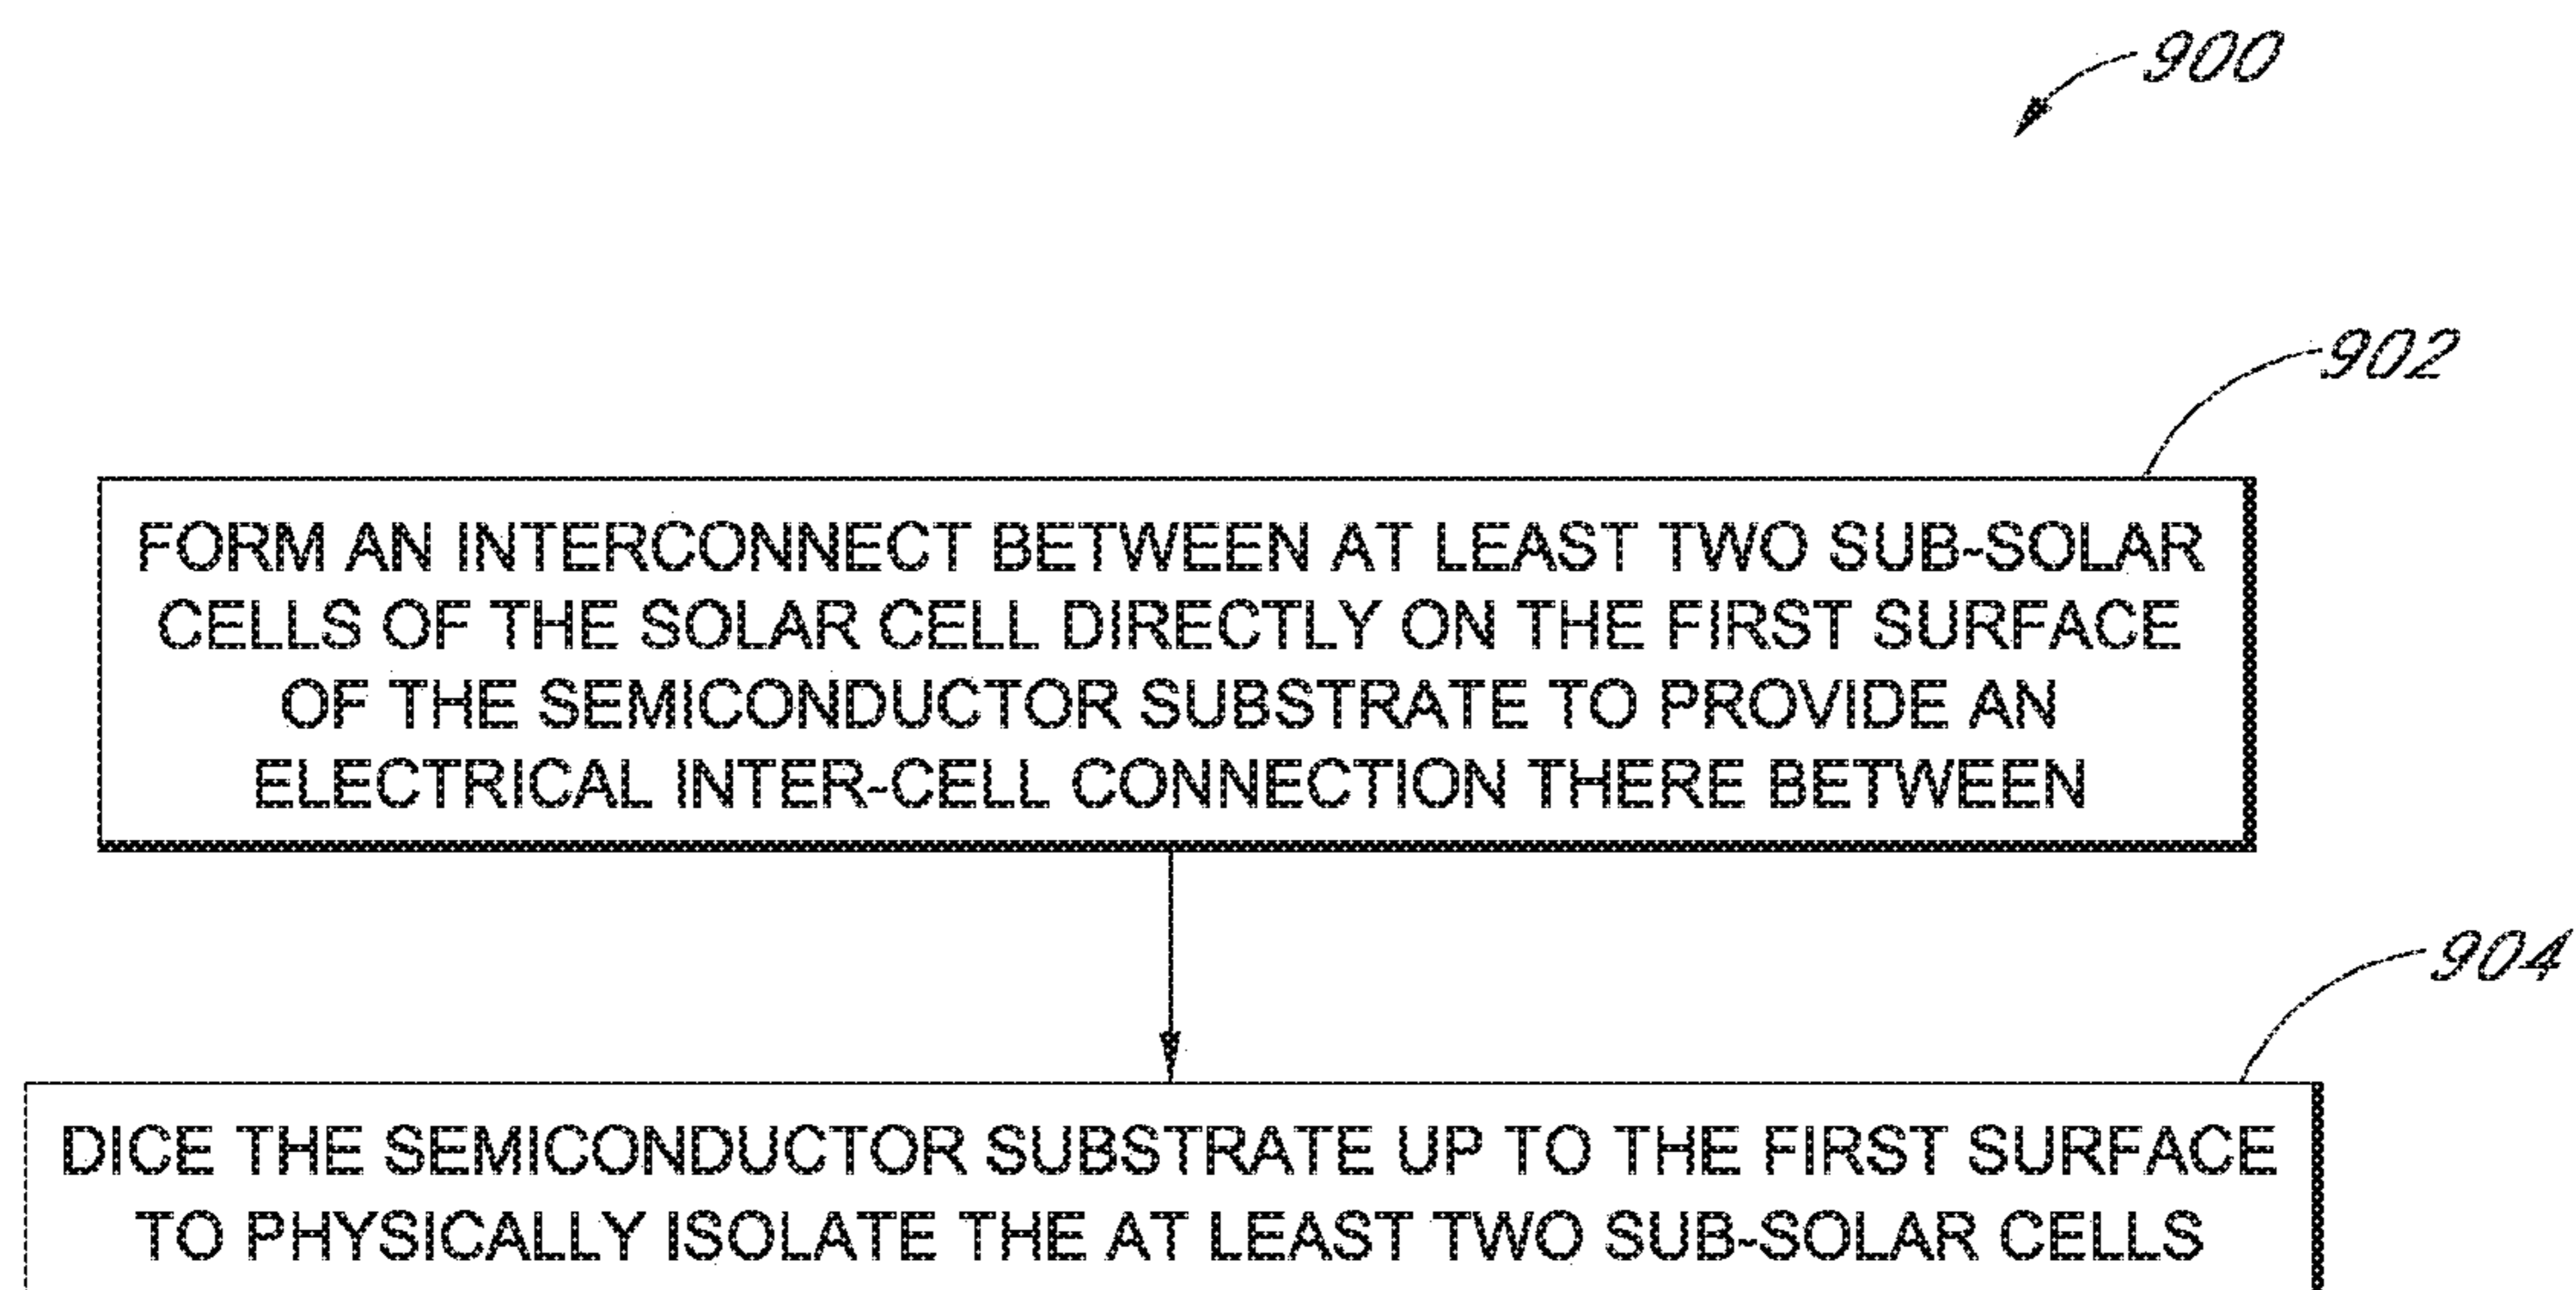 900
902
FORM AN INTERCONNECT BETWEEN AT LEAST TWO SUB-SOLAR
CELLS OF THE SOLAR CELL DIRECTLY ON THE FIRST SURFACE
OF THE SEMICONDUCTOR SUBSTRATE TO PROVIDE AN
ELECTRICAL INTER-CELL CONNECTION THERE BETWEEN
904
DICE THE SEMICONDUCTOR SUBSTRATE UP TO THE FIRST SURFACE
TO PHYSICALLY ISOLATE THE AT LEAST TWO SUB-SOLAR CELLS